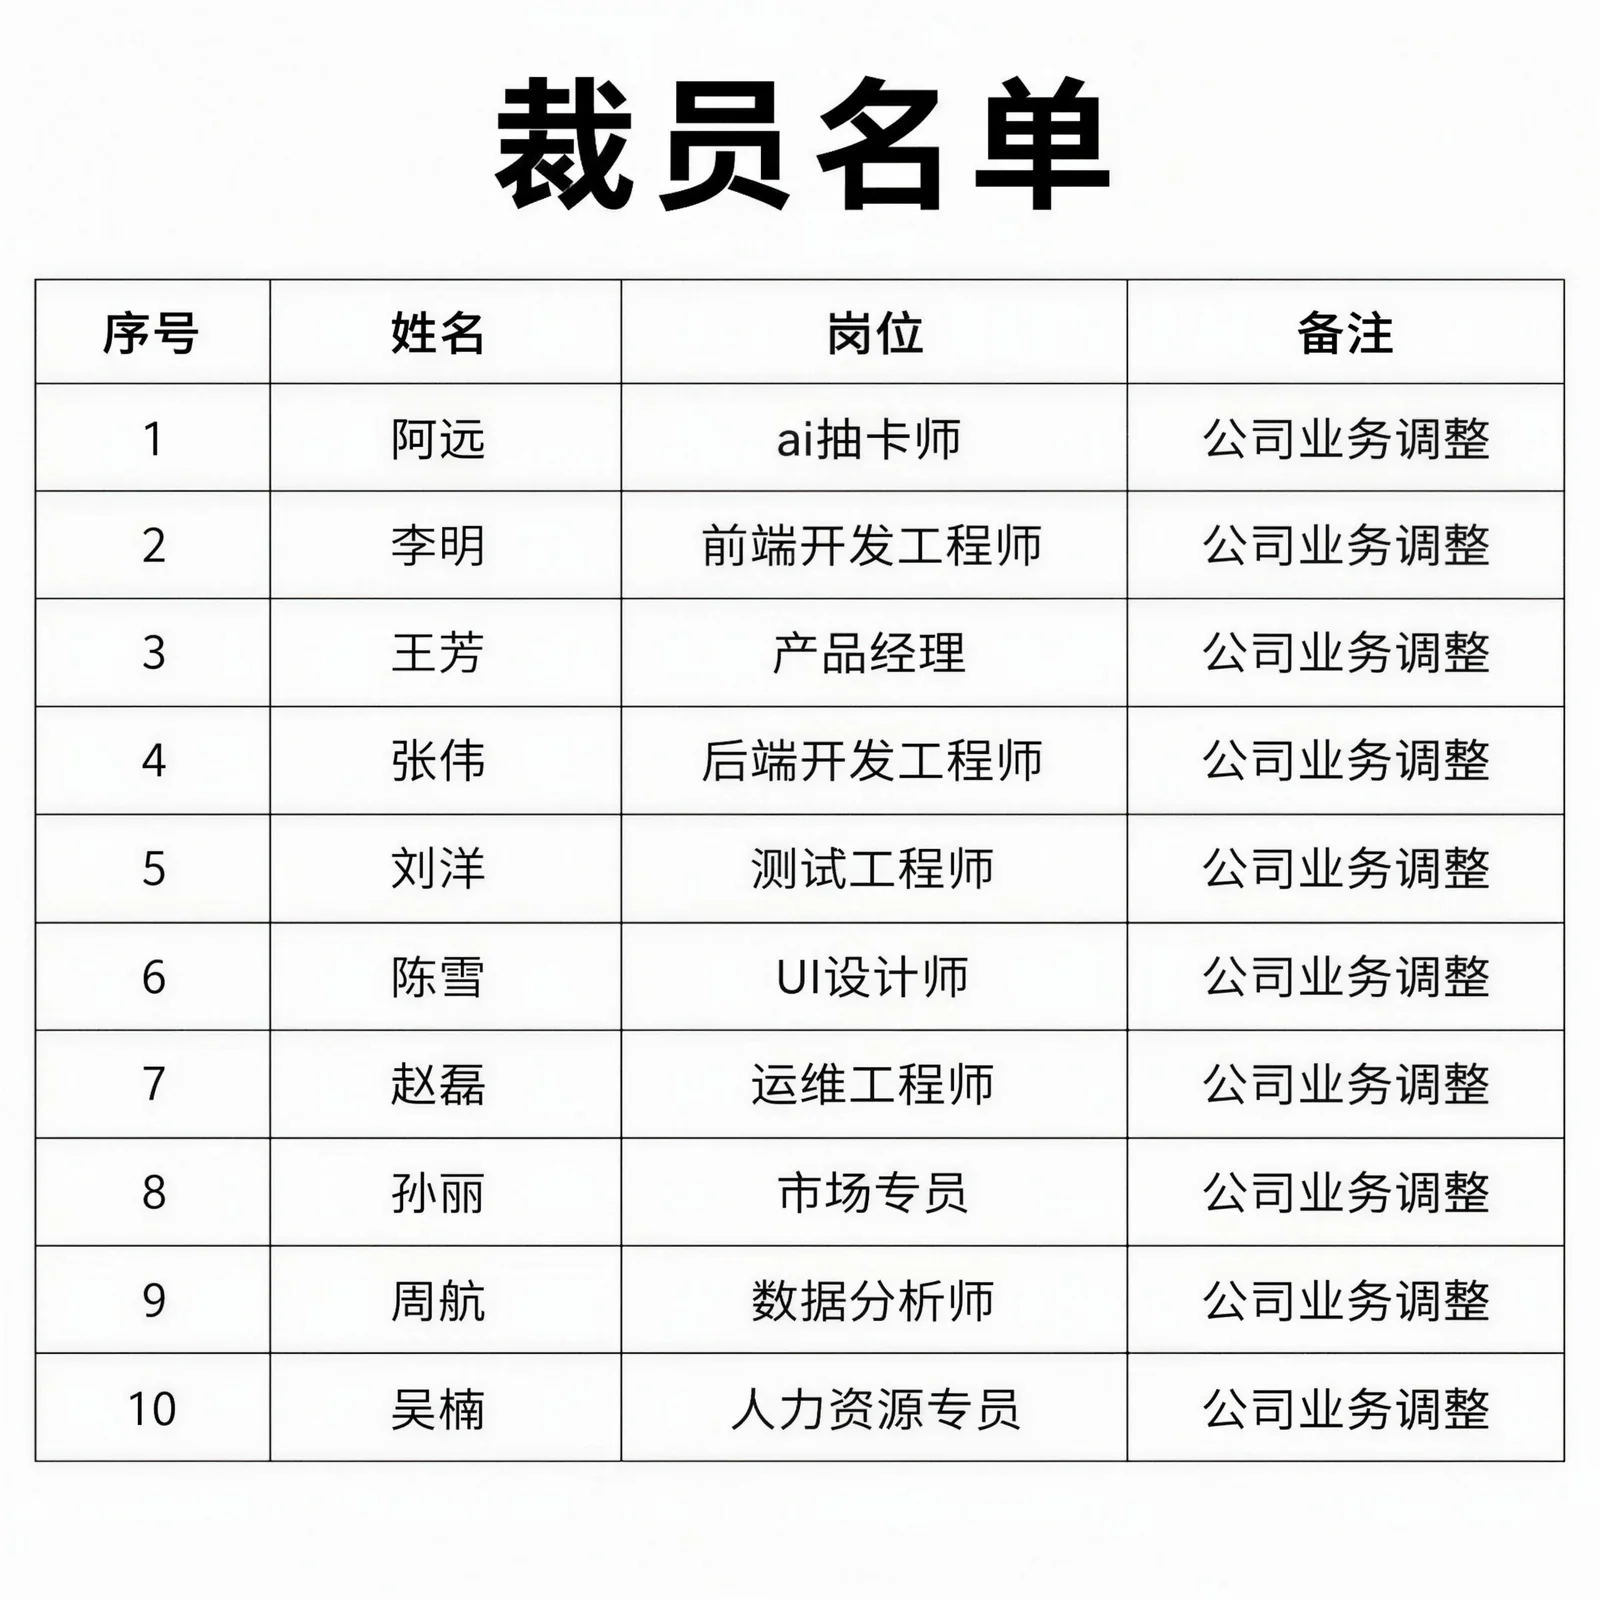 裁员名单
序号 姓名 岗位 备注
1 阿远 ai抽卡师 公司业务调整
2 李明 前端开发工程师 公司业务调整
3 王芳 产品经理 公司业务调整
4 张伟 后端开发工程师 公司业务调整
5 刘洋 测试工程师 公司业务调整
6 陈雪 UI设计师 公司业务调整
7 赵磊 运维工程师 公司业务调整
8 孙丽 市场专员 公司业务调整
9 周航 数据分析师 公司业务调整
10 吴楠 人力资源专员 公司业务调整